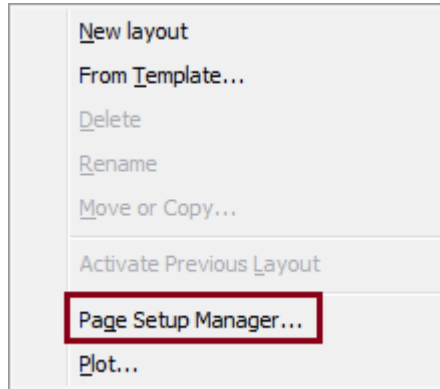 New layout
From Template...
Delete
Rename
Move or Copy...
Activate Previous Layout
Page Setup Manager...
Plot...